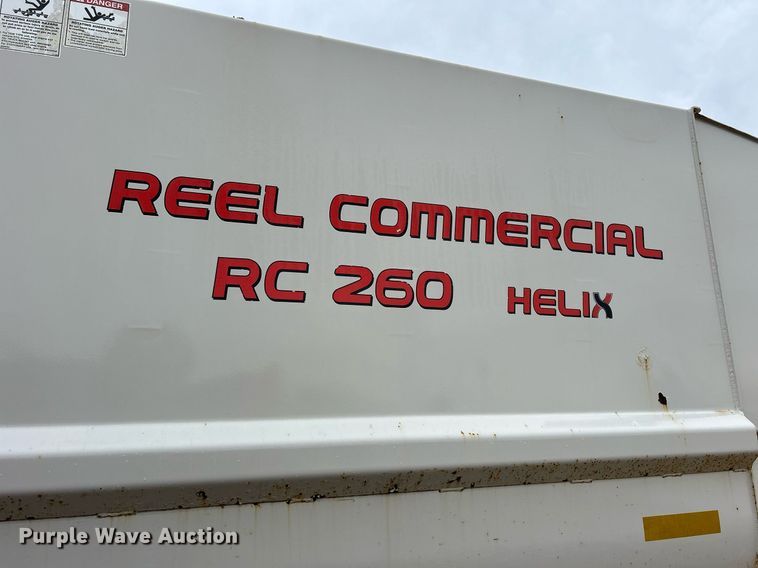 DANGER
REEL COMMERCIAL
RC 260 HELIX
Purple Wave Auction